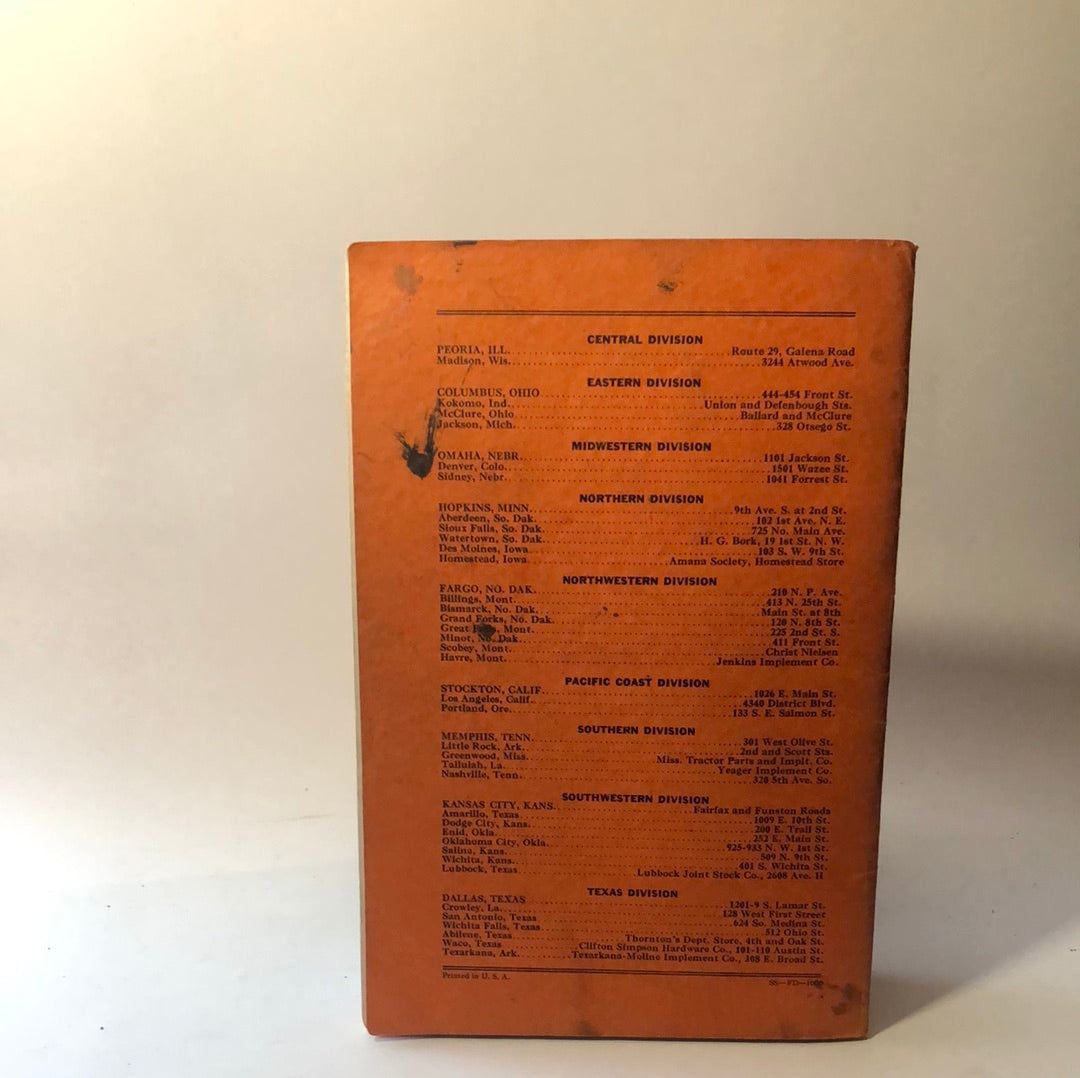 CENTRAL DIVISION
PEORIA, ILL. Route 29, Galena Road
Madison, Wis. 3244 Atwood Ave.
EASTERN DIVISION
COLUMBUS, OHIO 444-454 Front St.
Kokomo, Ind. Union and Defenbough Sts.
McClure, Ohio Ballard and McClure
Jackson, Mich. 328 Otsego St.
MIDWESTERN DIVISION
OMAHA, NEBR. 1101 Jackson St.
Denver, Colo. 1501 Wazee St.
Sidney, Nebr. 1041 Forrest St.
NORTHERN DIVISION
HOPKINS, MINN. 9th Ave. S. at 2nd St.
Aberdeen, So. Dak. 102 1st Ave. N. E.
Sioux Falls, So. Dak. 725 No. Main Ave.
Watertown, So. Dak. H. G. Bork, 19 1st St. N. W.
Des Moines, Iowa 103 S. W. 9th St.
Homestead, Iowa Amana Society, Homestead Store
NORTHWESTERN DIVISION
FARGO, NO. DAK. 210 N. P. Ave.
Billings, Mont. 413 N. 25th St.
Bismarck, No. Dak. Main St. at 8th
Grand Forks, No. Dak. 120 N. 8th St.
Great Falls, Mont. 225 2nd St. S.
Minot, No. Dak. 411 Front St.
Scobey, Mont. Christ Nielsen
Havre, Mont. Jenkins Implement Co.
PACIFIC COAST DIVISION
STOCKTON, CALIF. 1026 E. Main St.
Los Angeles, Calif. 4340 District Blvd.
Portland, Ore. 133 S. E. Salmon St.
SOUTHERN DIVISION
MEMPHIS, TENN. 301 West Olive St.
Little Rock, Ark. 2nd and Scott Sts.
Greenwood, Miss. Miss. Tractor Parts and Implt. Co.
Tallulah, La. Yeager Implement Co.
Nashville, Tenn. 320 5th Ave. So.
SOUTHWESTERN DIVISION
KANSAS CITY, KANS. Fairfax and Funston Roads
Amarillo, Texas 1009 E. 10th St.
Dodge City, Kans. 200 E. Trail St.
Enid, Okla. 252 E. Main St.
Oklahoma City, Okla. 925-933 N. W. 1st St.
Salina, Kans. 509 N. 9th St.
Wichita, Kans. 401 S. Wichita St.
Lubbock, Texas Lubbock Joint Stock Co., 2608 Ave. H
TEXAS DIVISION
DALLAS, TEXAS 1201-9 S. Lamar St.
Crowley, La. 128 West First Street
San Antonio, Texas 624 So. Medina St.
Wichita Falls, Texas 512 Ohio St.
Abilene, Texas Thornton's Dept. Store, 4th and Oak St.
Waco, Texas Clifton Simpson Hardware Co., 101-110 Austin St.
Texarkana, Ark. Texarkana-Moline Implement Co., 308 E. Broad St.
Printed in U. S. A.